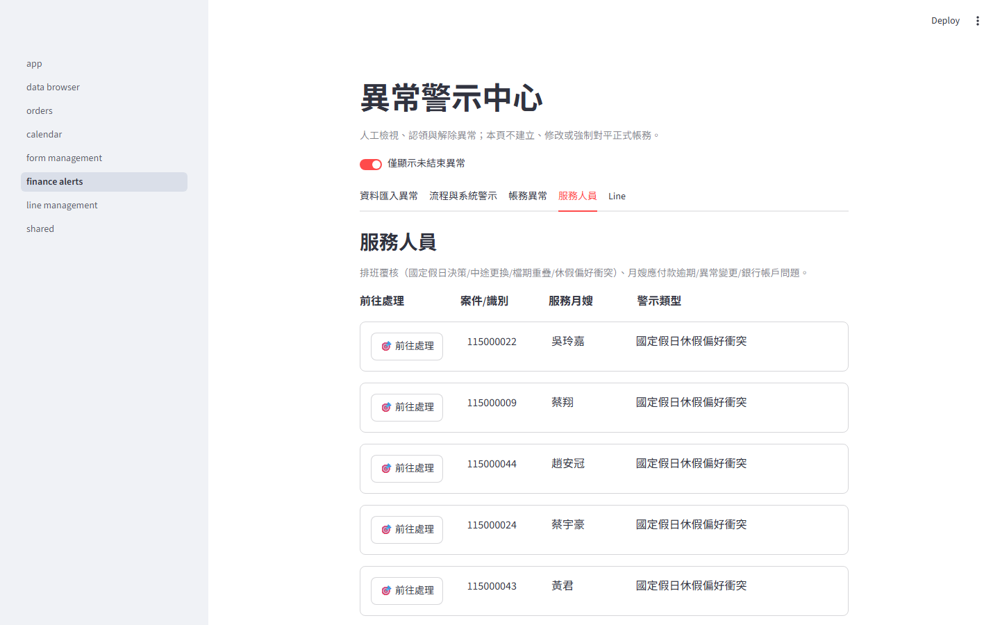 Deploy
app
data browser
orders
calendar
form management
finance alerts
line management
shared
異常警示中心
人工檢視、認領與解除異常；本頁不建立、修改或強制對平正式帳務。
僅顯示未結束異常
資料匯入異常 流程與系統警示 帳務異常 服務人員 Line
服務人員
排班覆核（國定假日決策/中途更換/檔期重疊/休假偏好衝突）、月嫂應付款逾期/異常變更/銀行帳戶問題。
前往處理 案件/識別 服務月嫂 警示類型
前往處理 115000022 吳玲嘉 國定假日休假偏好衝突
前往處理 115000009 蔡翔 國定假日休假偏好衝突
前往處理 115000044 趙安冠 國定假日休假偏好衝突
前往處理 115000024 蔡宇豪 國定假日休假偏好衝突
前往處理 115000043 黃君 國定假日休假偏好衝突